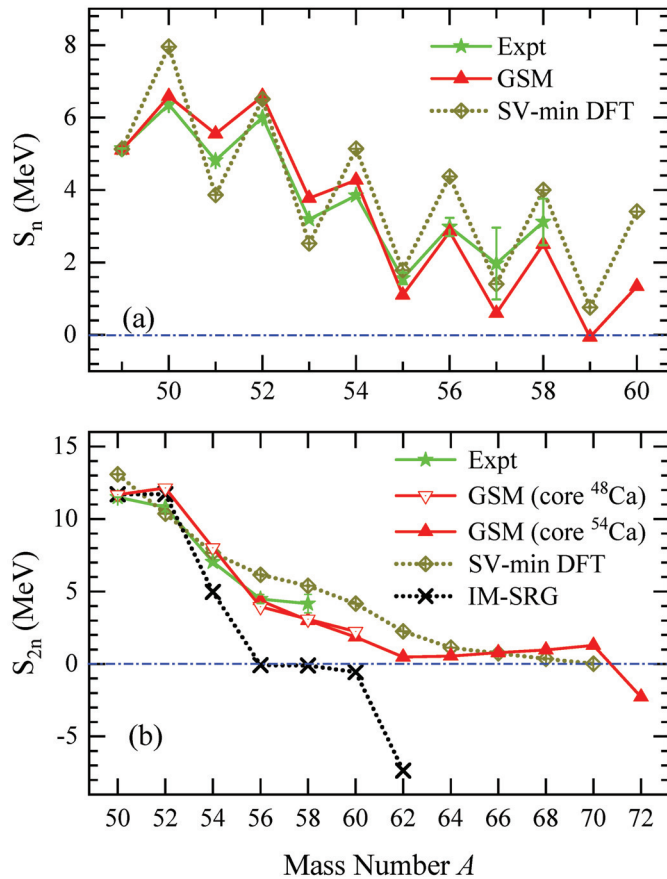 8
6
4
2
0
S_n (MeV)
Expt
GSM
SV-min DFT
(a)
50 52 54 56 58 60
15
10
5
0
-5
S_2n (MeV)
Expt
GSM (core ^48Ca)
GSM (core ^54Ca)
SV-min DFT
IM-SRG
(b)
50 52 54 56 58 60 62 64 66 68 70 72
Mass Number A